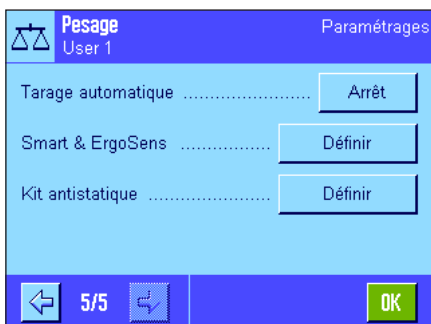 Pesage Paramétrages
User 1
Tarage automatique ....................... Arrêt
Smart & ErgoSens ................ Définir
Kit antistatique ...................... Définir
5/5 OK